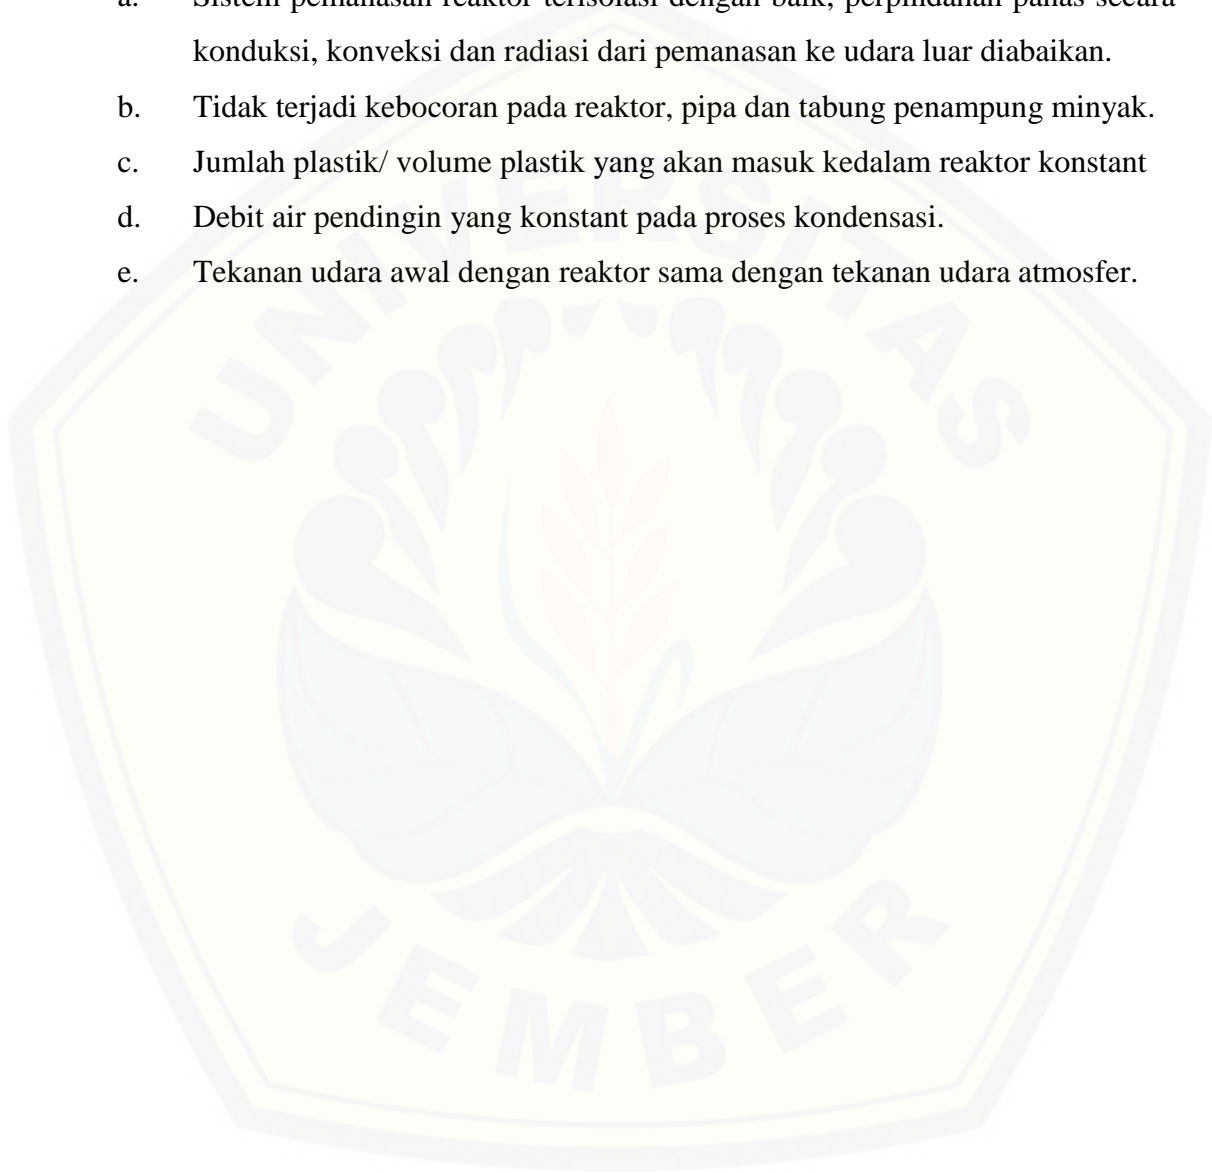 a. Sistem pemanasan reaktor terisolasi dengan baik, perpindahan panas secara
konduksi, konveksi dan radiasi dari pemanasan ke udara luar diabaikan.
b. Tidak terjadi kebocoran pada reaktor, pipa dan tabung penampung minyak.
c. Jumlah plastik/ volume plastik yang akan masuk kedalam reaktor konstant
d. Debit air pendingin yang konstant pada proses kondensasi.
e. Tekanan udara awal dengan reaktor sama dengan tekanan udara atmosfer.
UNIVERSITAS
JEMBER